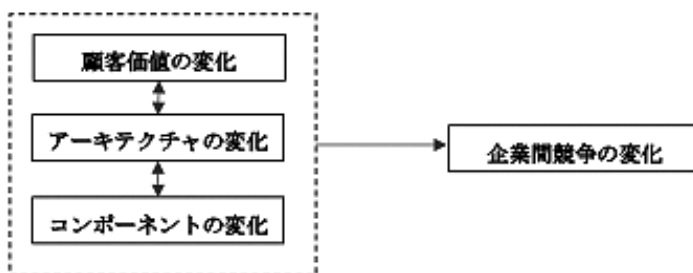 顧客価値の変化
アーキテクチャの変化
企業間競争の変化
コンポーネントの変化